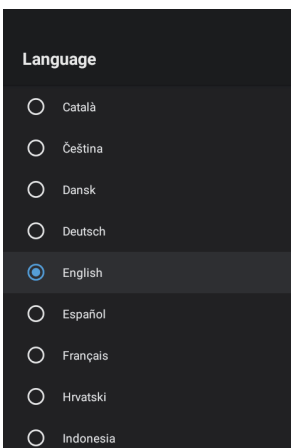 Language
Català
Čeština
Dansk
Deutsch
English
Español
Français
Hrvatski
Indonesia